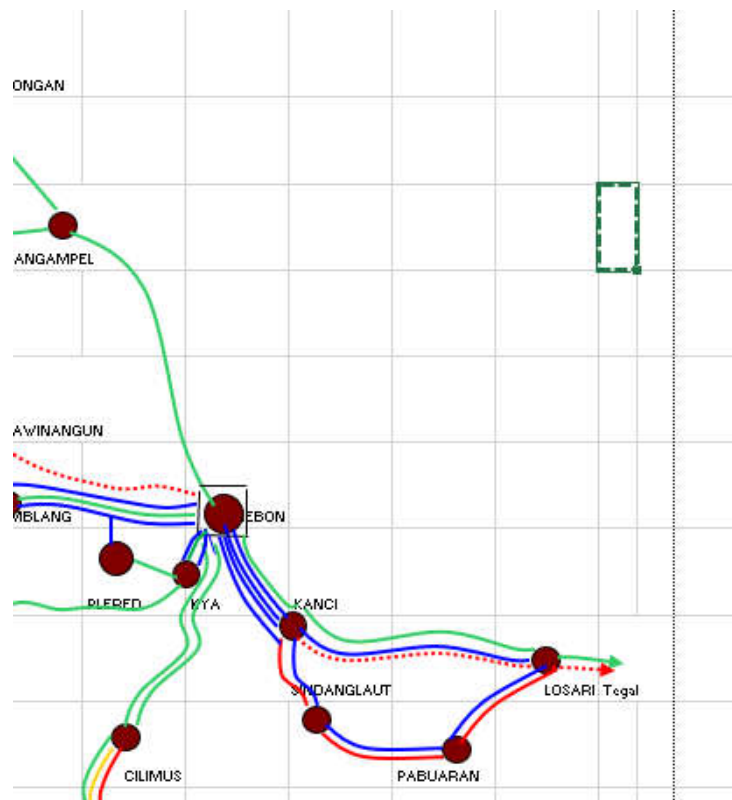 ONGAN
ANGAMPEL
AWINANGUN
MBLANG
EBON
PLERED
KYA
KANCI
SINDANGLAUT
LOSARI Tegal
CILIMUS
PABUARAN